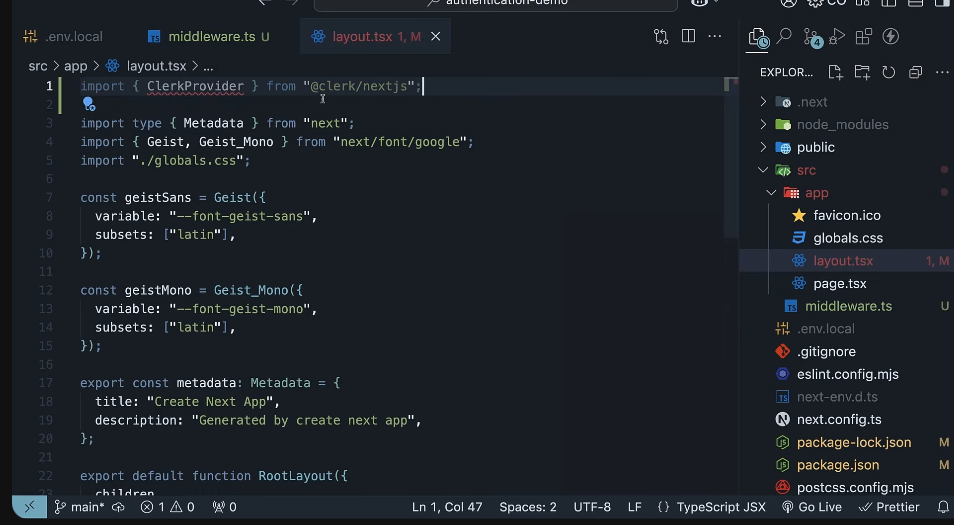 authentication-demo
.env.local
middleware.ts U
layout.tsx 1, M
src > app > layout.tsx > ...
1 import { ClerkProvider } from "@clerk/nextjs";
2
3 import type { Metadata } from "next";
4 import { Geist, Geist_Mono } from "next/font/google";
5 import "./globals.css";
6
7 const geistSans = Geist({
8 variable: "--font-geist-sans",
9 subsets: ["latin"],
10 });
11
12 const geistMono = Geist_Mono({
13 variable: "--font-geist-mono",
14 subsets: ["latin"],
15 });
16
17 export const metadata: Metadata = {
18 title: "Create Next App",
19 description: "Generated by create next app",
20 };
21
22 export default function RootLayout({
23 children,
4
EXPLOR...
.next
node_modules
public
src
app
favicon.ico
globals.css
layout.tsx 1, M
page.tsx
middleware.ts U
.env.local
.gitignore
eslint.config.mjs
next-env.d.ts
next.config.ts
package-lock.json M
package.json M
postcss.config.mjs
main* 1 0 0 Ln 1, Col 47 Spaces: 2 UTF-8 LF {} TypeScript JSX Go Live Prettier